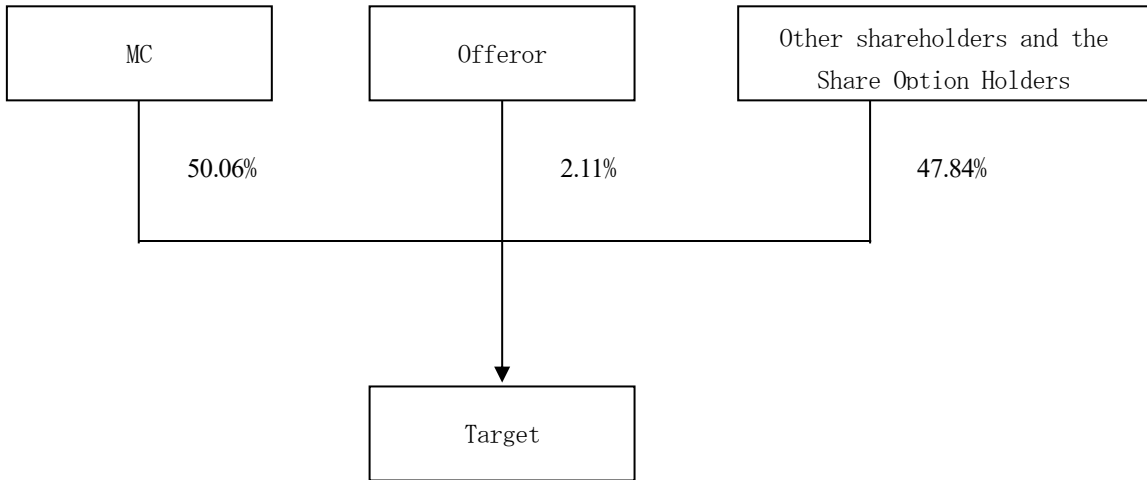 MC
Offeror
Other shareholders and the
Share Option Holders
50.06%
2.11%
47.84%
Target